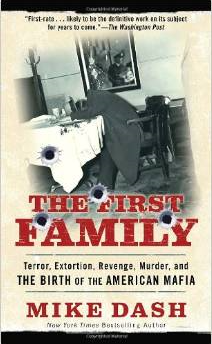 "First-rate . . . likely to be the definitive work on its subject
for years to come." —The Washington Post
THE FIRST
FAMILY
Terror, Extortion, Revenge, Murder, and
THE BIRTH OF THE AMERICAN MAFIA
MIKE DASH
New York Times Bestselling Author